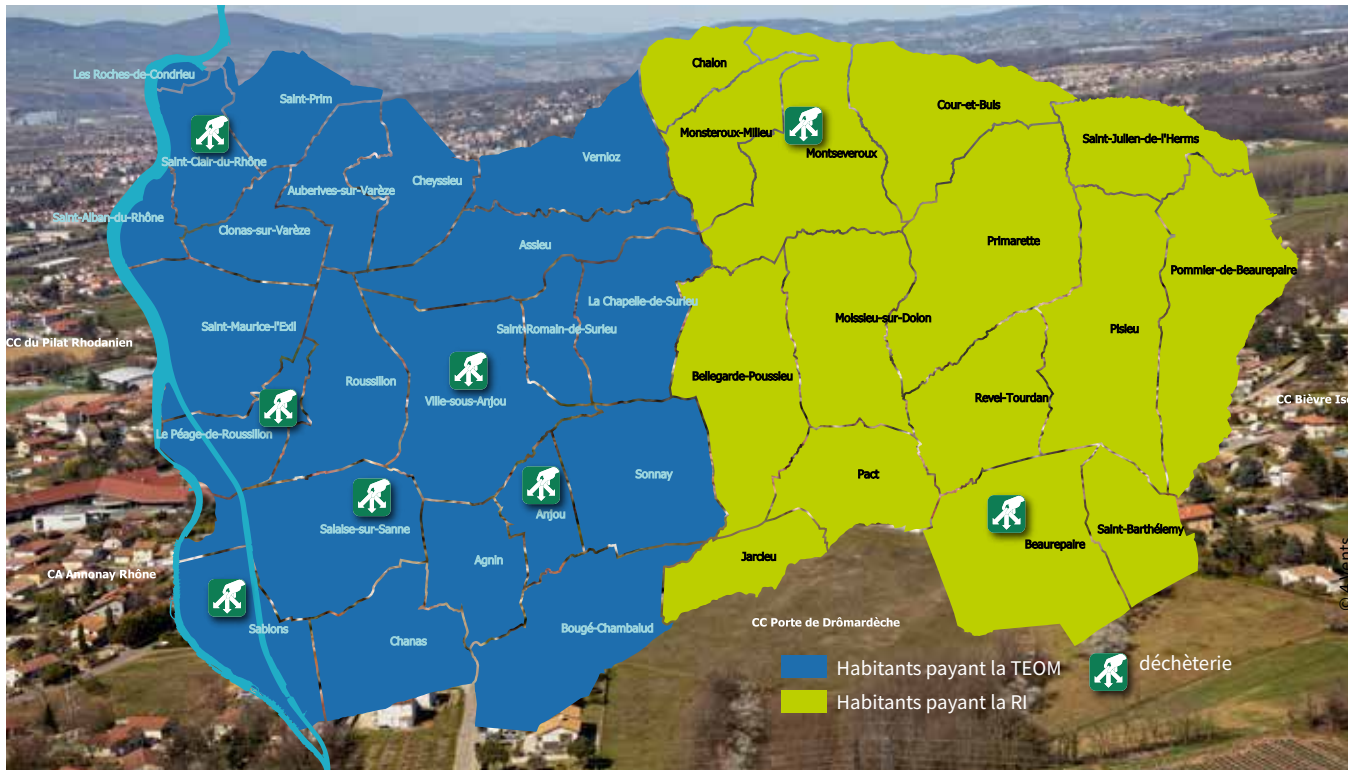 Les Roches-de-Condrieu
Saint-Prim
Chalon
Cour-et-Buis
Monsteroux-Milieu
Montseveroux
Saint-Julien-de-l'Herms
Saint-Clair-du-Rhône
Vernioz
Auberives-sur-Varèze
Cheyssieu
Saint-Alban-du-Rhône
Clonas-sur-Varèze
Assieu
Primarette
Pommier-de-Beaurepaire
La Chapelle-de-Surieu
Saint-Maurice-l'Exil
Saint-Romain-de-Surieu
Moissieu-sur-Dolon
Pisieu
CC du Pilat Rhodanien
Roussillon
Bellegarde-Poussieu
Ville-sous-Anjou
Revel-Tourdan
CC Bièvre Isè
Le Péage-de-Roussillon
Sonnay
Pact
Anjou
Salaise-sur-Sanne
Saint-Barthélemy
Beaurepaire
Jarcieu
Agnin
CA Annonay Rhône
© 4 Vents
CC Porte de Drômardèche
Sablons
Bougé-Chambalud
Chanas
Habitants payant la TEOM
déchèterie
Habitants payant la RI